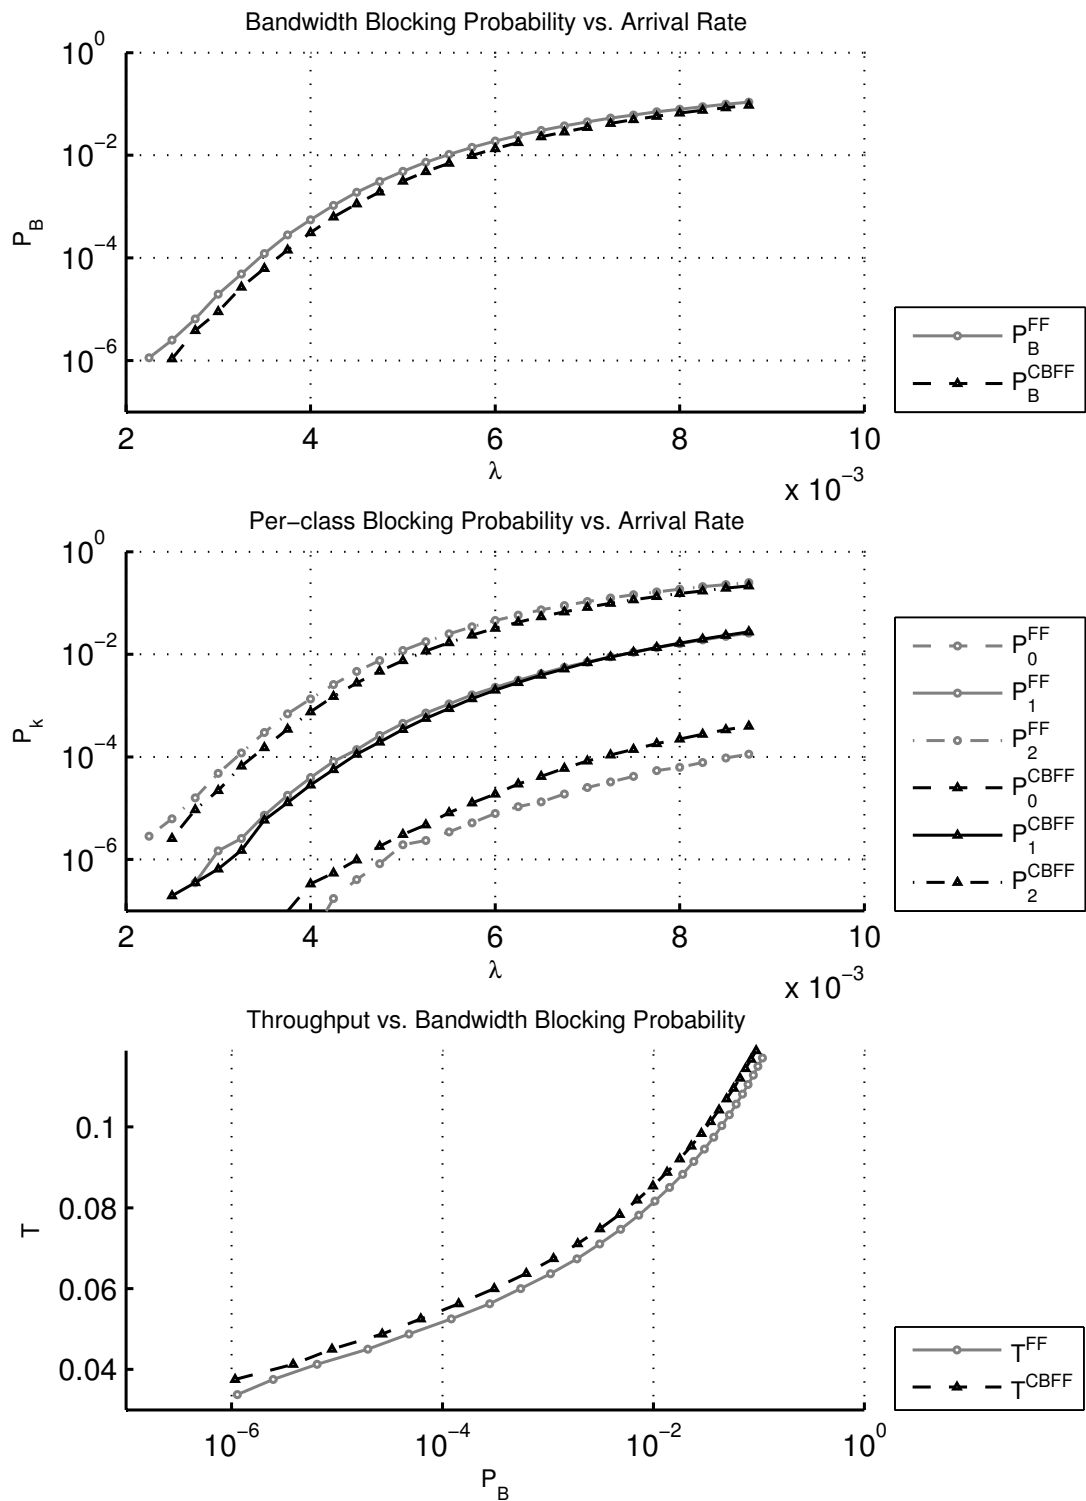 Bandwidth Blocking Probability vs. Arrival Rate
10^0
10^−2
10^−4
10^−6
P_B
2 4 6 8 10
λ
x 10^−3
P_B^FF
P_B^CBFF
Per−class Blocking Probability vs. Arrival Rate
10^0
10^−2
10^−4
10^−6
P_k
2 4 6 8 10
λ
x 10^−3
P_0^FF
P_1^FF
P_2^FF
P_0^CBFF
P_1^CBFF
P_2^CBFF
Throughput vs. Bandwidth Blocking Probability
0.1
0.08
0.06
0.04
T
10^−6 10^−4 10^−2 10^0
P_B
T^FF
T^CBFF